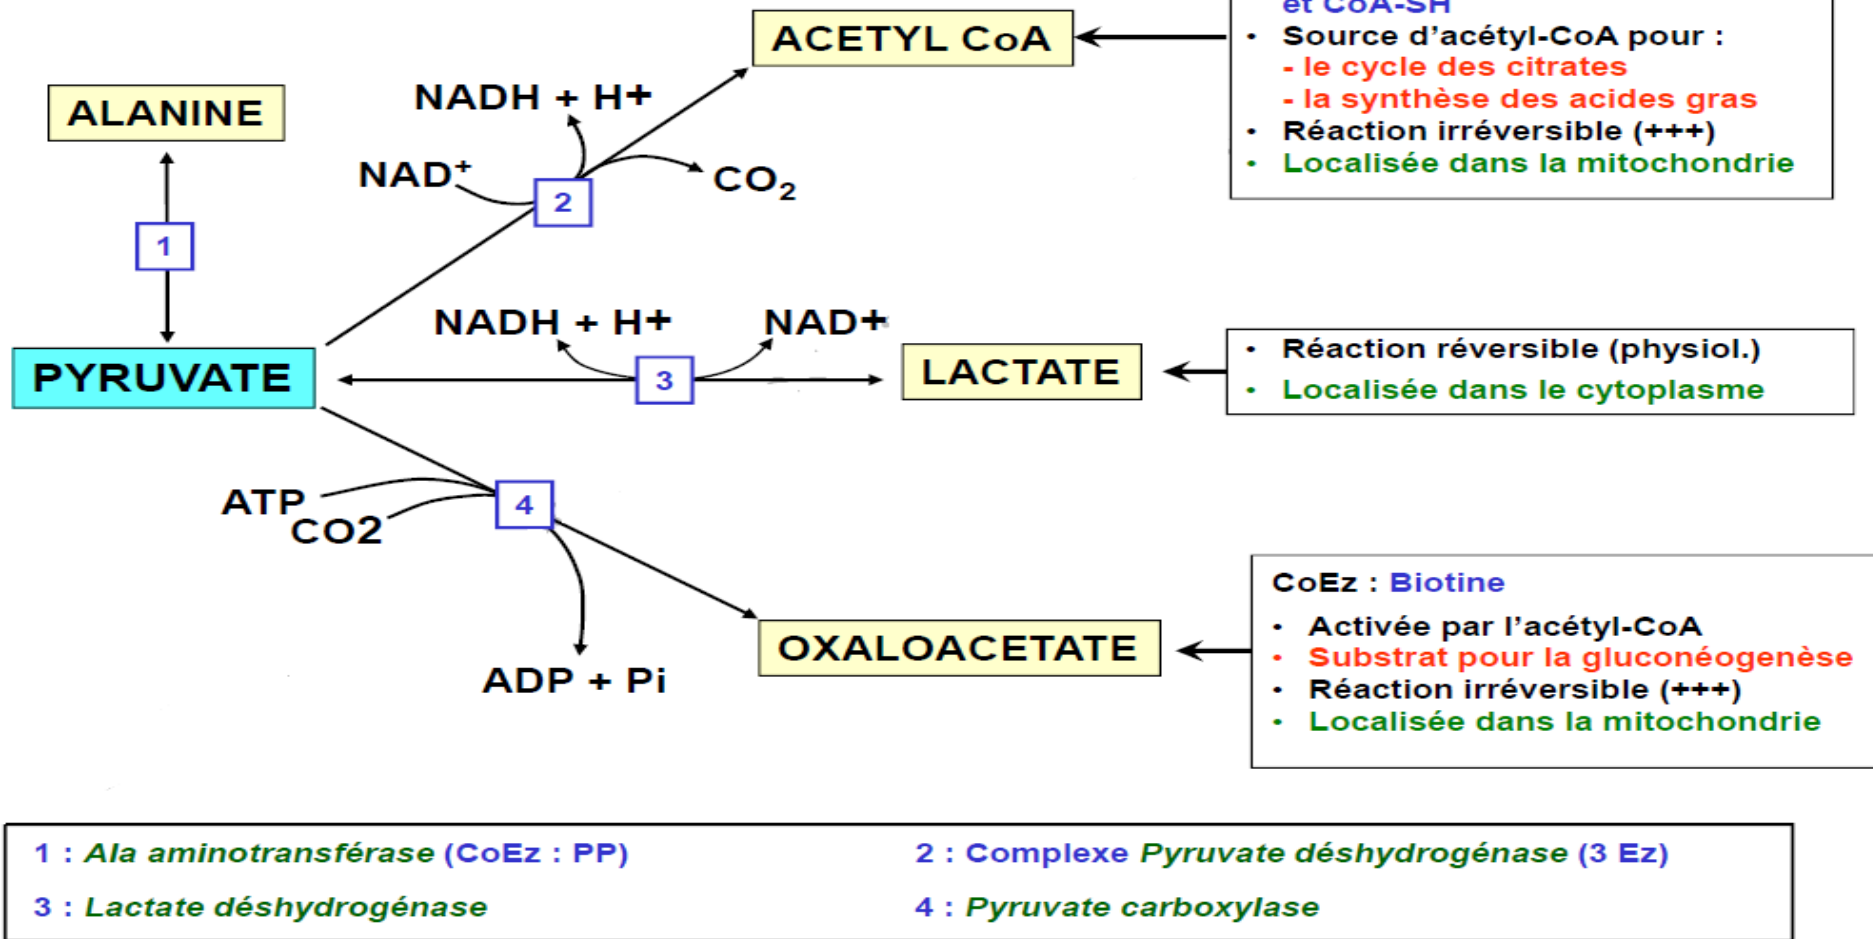 et CoA-SH
ACETYL CoA
• Source d'acétyl-CoA pour :
- le cycle des citrates
- la synthèse des acides gras
• Réaction irréversible (+++)
• Localisée dans la mitochondrie
NADH + H+
ALANINE
NAD+
CO2
2
1
NADH + H+
NAD+
PYRUVATE
3
LACTATE
• Réaction réversible (physiol.)
• Localisée dans le cytoplasme
ATP
CO2
4
ADP + Pi
OXALOACETATE
CoEz : Biotine
• Activée par l'acétyl-CoA
• Substrat pour la gluconéogenèse
• Réaction irréversible (+++)
• Localisée dans la mitochondrie
1 : Ala aminotransférase (CoEz : PP)
2 : Complexe Pyruvate déshydrogénase (3 Ez)
3 : Lactate déshydrogénase
4 : Pyruvate carboxylase